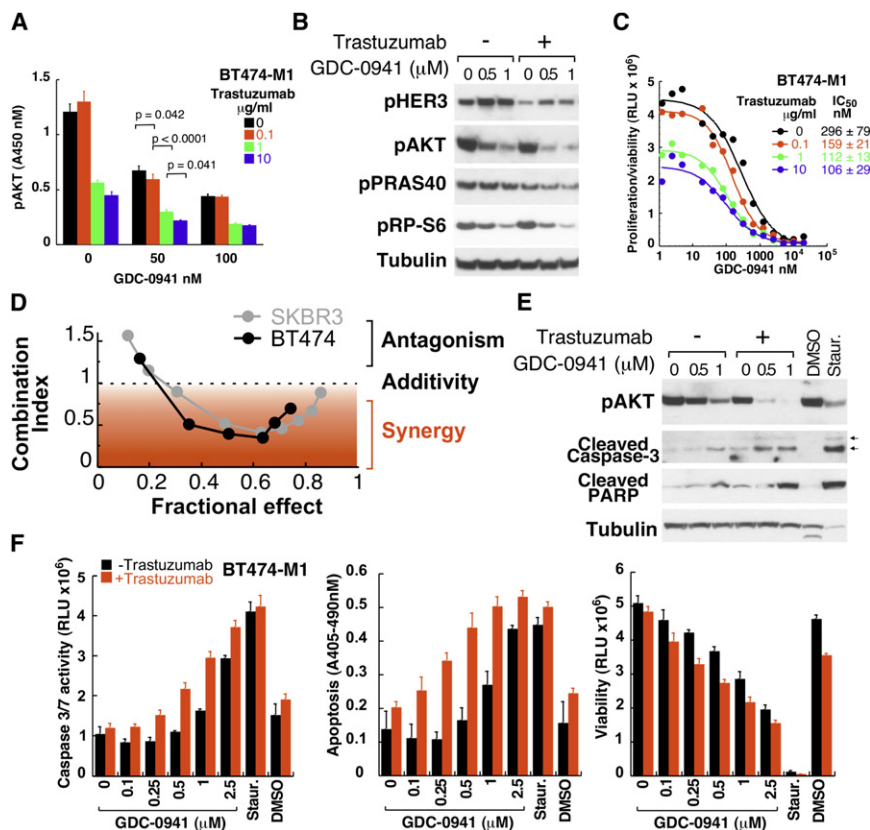 A
BT474-M1
Trastuzumab
μg/ml
0
0.1
1
10
pAKT (A450 nM)
1.5
1
0.5
0
p = 0.042
p < 0.0001
p = 0.041
0 50 100
GDC-0941 nM
B
Trastuzumab - +
GDC-0941 (μM) 0 0.5 1 0 0.5 1
pHER3
pAKT
pPRAS40
pRP-S6
Tubulin
C
BT474-M1
Trastuzumab IC50
μg/ml nM
0 296 ± 79
0.1 159 ± 21
1 112 ± 13
10 106 ± 29
Proliferation/viability (RLU x 10⁶)
5
4
3
2
1
0
1 10 100 1000 10⁴ 10⁵
GDC-0941 nM
D
SKBR3
BT474
Combination
Index
1.5
1
0.5
0
0 0.2 0.4 0.6 0.8 1
Fractional effect
Antagonism
Additivity
Synergy
E
Trastuzumab - +
GDC-0941 (μM) 0 0.5 1 0 0.5 1 DMSO Staur.
pAKT
Cleaved
Caspase-3
Cleaved
PARP
Tubulin
F
-Trastuzumab
+Trastuzumab
BT474-M1
Caspase 3/7 activity (RLU x10⁶)
5
4
3
2
1
0
0 0.1 0.25 0.5 1 2.5 Staur. DMSO
GDC-0941 (μM)
Apoptosis (A405-490nM)
0.6
0.5
0.4
0.3
0.2
0.1
0
0 0.1 0.25 0.5 1 2.5 Staur. DMSO
GDC-0941 (μM)
Viability (RLU x10⁶)
6
5
4
3
2
1
0
0 0.1 0.25 0.5 1 2.5 Staur. DMSO
GDC-0941 (μM)